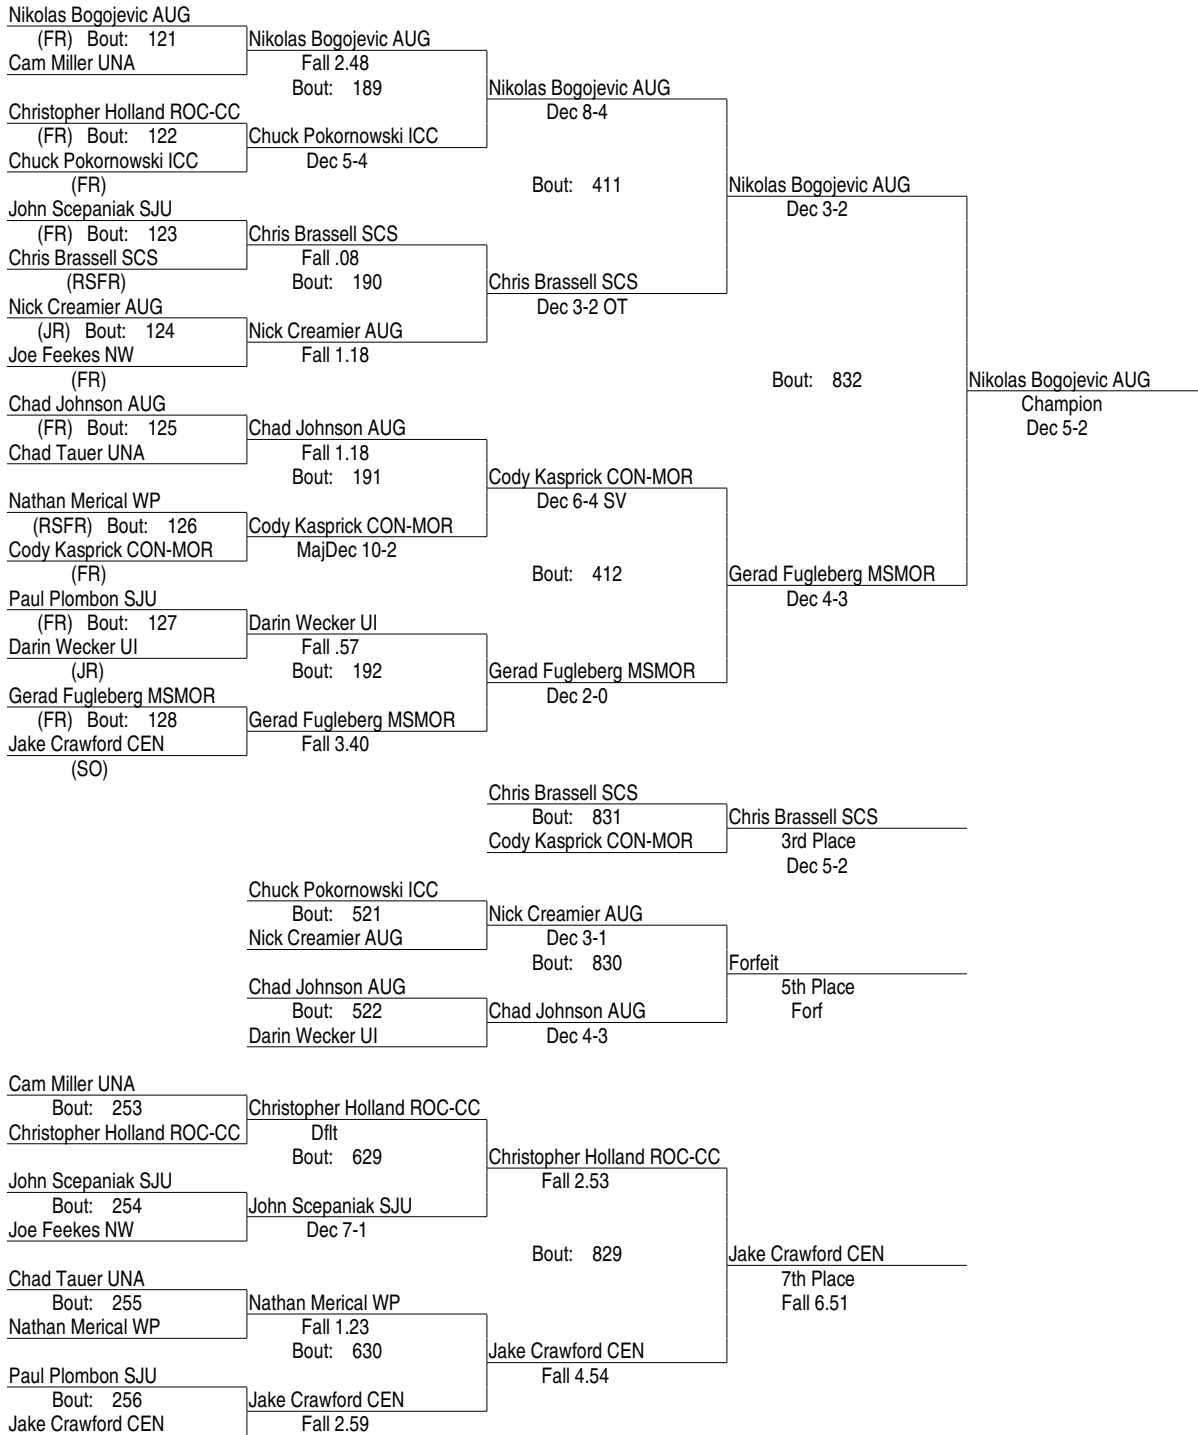 Nikolas Bogojevic AUG
(FR) Bout: 121 Nikolas Bogojevic AUG
Cam Miller UNA Fall 2.48
Bout: 189 Nikolas Bogojevic AUG
Christopher Holland ROC-CC Dec 8-4
(FR) Bout: 122 Chuck Pokornowski ICC
Chuck Pokornowski ICC Dec 5-4
(FR) Bout: 411 Nikolas Bogojevic AUG
John Scepaniak SJU Dec 3-2
(FR) Bout: 123 Chris Brassell SCS
Chris Brassell SCS Fall .08
(RSFR) Bout: 190 Chris Brassell SCS
Nick Creamier AUG Dec 3-2 OT
(JR) Bout: 124 Nick Creamier AUG
Joe Feekes NW Fall 1.18
(FR) Bout: 832 Nikolas Bogojevic AUG
Chad Johnson AUG Champion
(FR) Bout: 125 Chad Johnson AUG Dec 5-2
Chad Tauer UNA Fall 1.18
Bout: 191 Cody Kasprick CON-MOR
Nathan Merical WP Dec 6-4 SV
(RSFR) Bout: 126 Cody Kasprick CON-MOR
Cody Kasprick CON-MOR MajDec 10-2
(FR) Bout: 412 Gerad Fugleberg MSMOR
Paul Plombon SJU Dec 4-3
(FR) Bout: 127 Darin Wecker UI
Darin Wecker UI Fall .57
(JR) Bout: 192 Gerad Fugleberg MSMOR
Gerad Fugleberg MSMOR Dec 2-0
(FR) Bout: 128 Gerad Fugleberg MSMOR
Jake Crawford CEN Fall 3.40
(SO)
Chris Brassell SCS
Bout: 831 Chris Brassell SCS
Cody Kasprick CON-MOR 3rd Place
Dec 5-2
Chuck Pokornowski ICC
Bout: 521 Nick Creamier AUG
Nick Creamier AUG Dec 3-1
Bout: 830 Forfeit
Chad Johnson AUG 5th Place
Bout: 522 Chad Johnson AUG Forf
Darin Wecker UI Dec 4-3
Cam Miller UNA
Bout: 253 Christopher Holland ROC-CC
Christopher Holland ROC-CC Dflt
Bout: 629 Christopher Holland ROC-CC
John Scepaniak SJU Fall 2.53
Bout: 254 John Scepaniak SJU
Joe Feekes NW Dec 7-1
Bout: 829 Jake Crawford CEN
Chad Tauer UNA 7th Place
Bout: 255 Nathan Merical WP Fall 6.51
Nathan Merical WP Fall 1.23
Bout: 630 Jake Crawford CEN
Paul Plombon SJU Fall 4.54
Bout: 256 Jake Crawford CEN
Jake Crawford CEN Fall 2.59